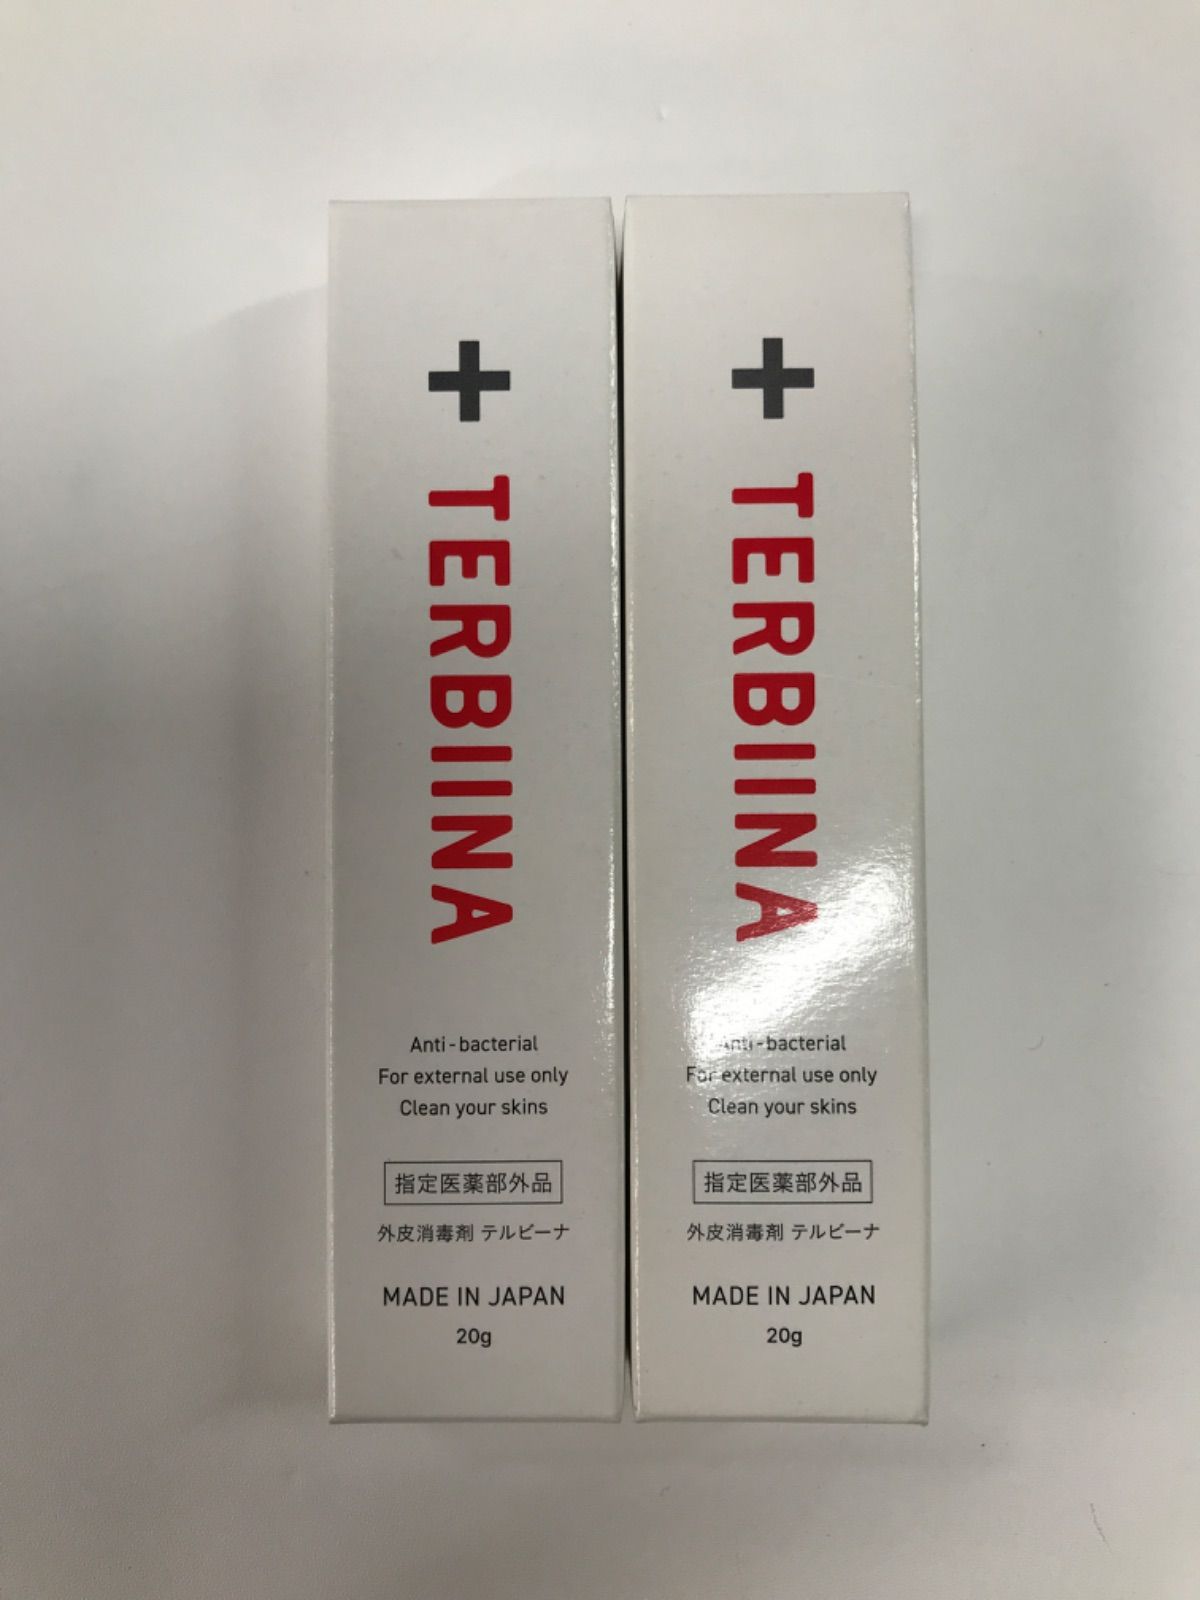 + TERBIINA
Anti-bacterial
For external use only
Clean your skins
指定医薬部外品
外皮消毒剤 テルビーナ
MADE IN JAPAN
20g
+ TERBIINA
Anti-bacterial
For external use only
Clean your skins
指定医薬部外品
外皮消毒剤 テルビーナ
MADE IN JAPAN
20g